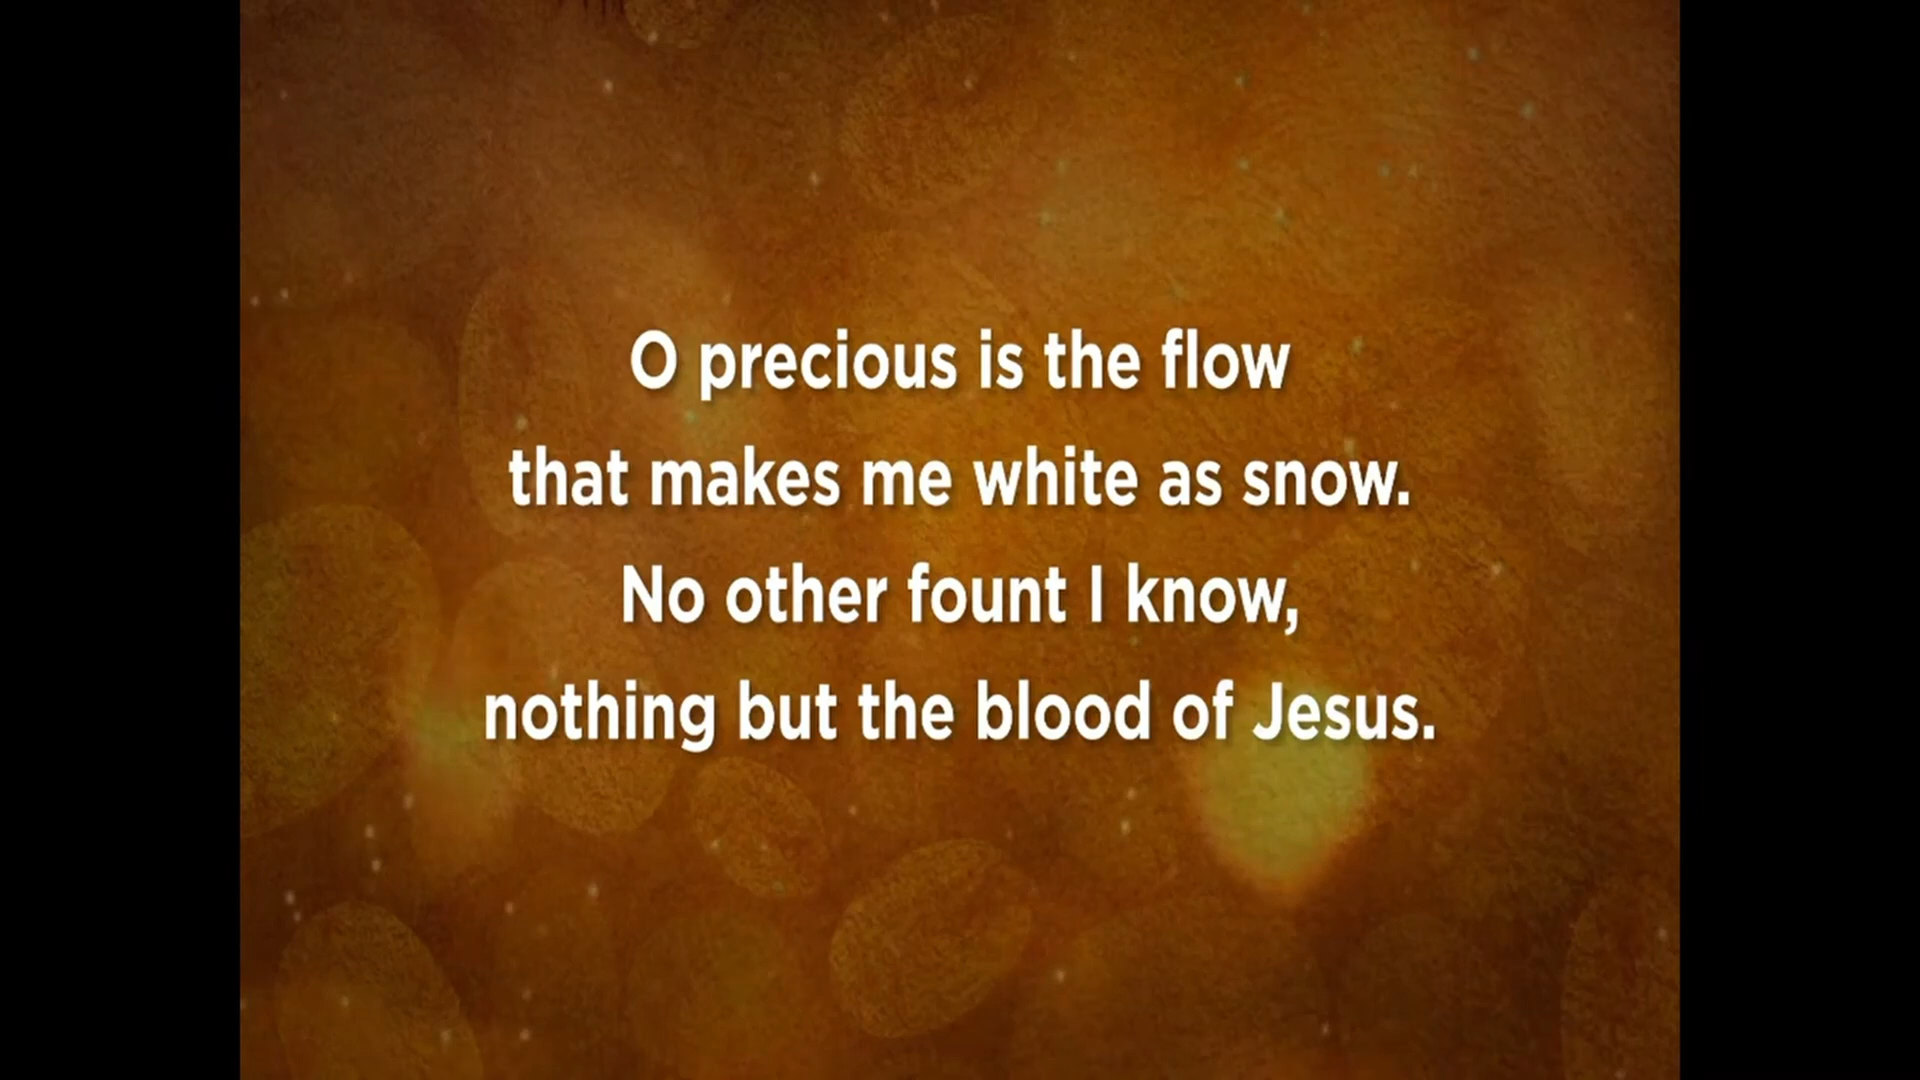 O precious is the flow
that makes me white as snow.
No other fount I know,
nothing but the blood of Jesus.